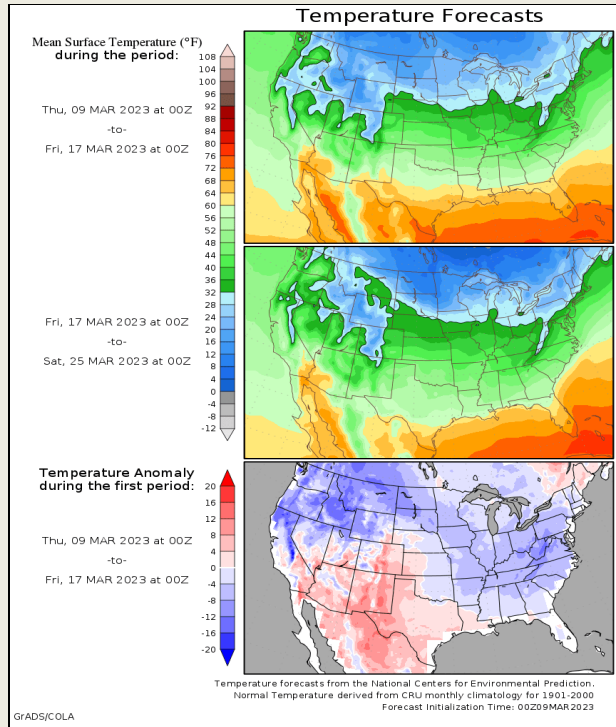 Temperature Forecasts
Mean Surface Temperature (°F)
during the period:
108
104
100
96
92
88
84
80
76
72
68
64
60
56
52
48
44
40
36
32
28
24
20
16
12
8
4
0
-4
-8
-12
Thu, 09 MAR 2023 at 00Z
-to-
Fri, 17 MAR 2023 at 00Z
Fri, 17 MAR 2023 at 00Z
-to-
Sat, 25 MAR 2023 at 00Z
Temperature Anomaly
during the first period:
20
16
12
8
4
0
-4
-8
-12
-16
-20
Thu, 09 MAR 2023 at 00Z
-to-
Fri, 17 MAR 2023 at 00Z
Temperature forecasts from the National Centers for Environmental Prediction.
Normal Temperature derived from CRU monthly climatology for 1901-2000
Forecast Initialization Time: 00Z09MAR2023
GrADS/COLA